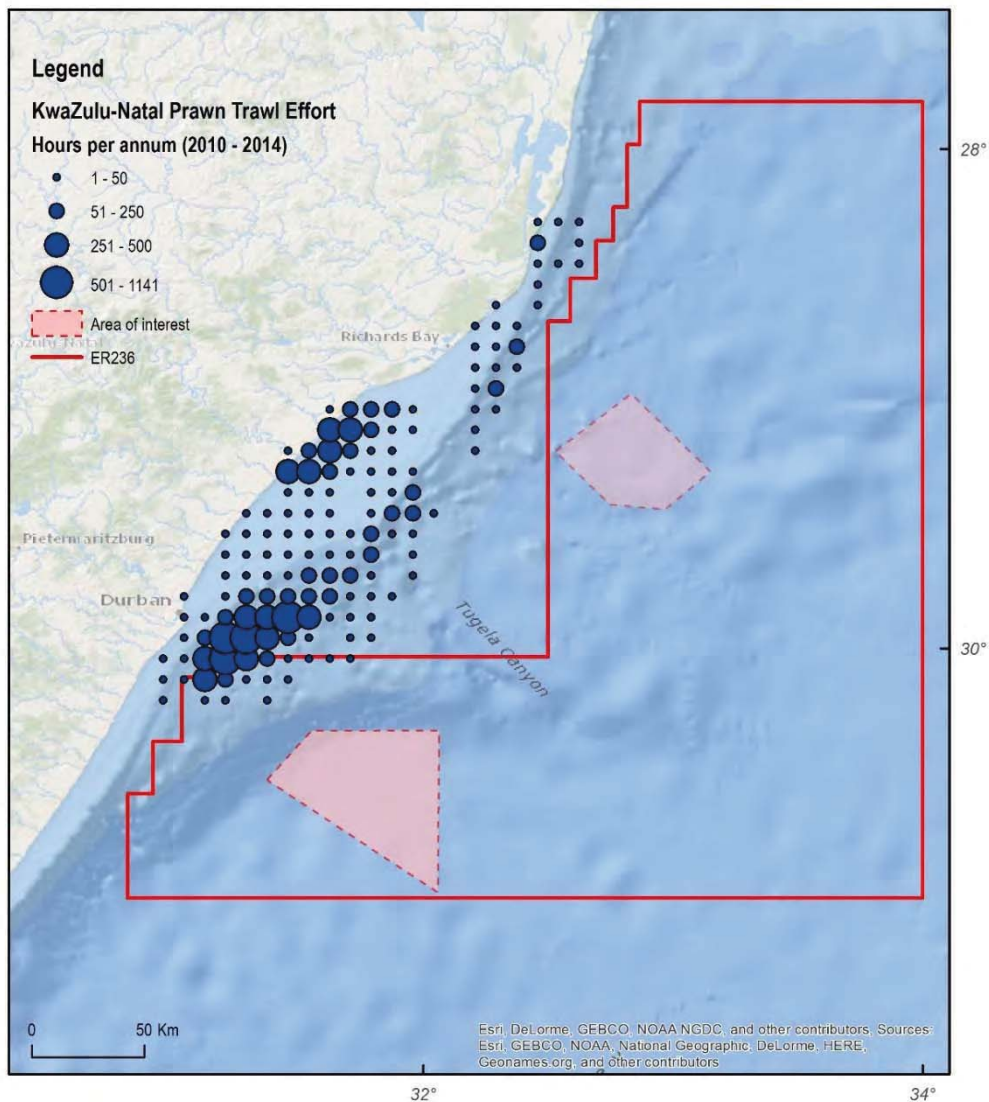 Legend
KwaZulu-Natal Prawn Trawl Effort
Hours per annum (2010 - 2014)
1 - 50
51 - 250
251 - 500
501 - 1141
Area of interest
ER236
28°
Richards Bay
Pietermaritzburg
Durban
Tugela Canyon
30°
0 50 Km
Esri, DeLorme, GEBCO, NOAA NGDC, and other contributors, Sources:
Esri, GEBCO, NOAA, National Geographic, DeLorme, HERE,
Geonames.org, and other contributors
32° 34°